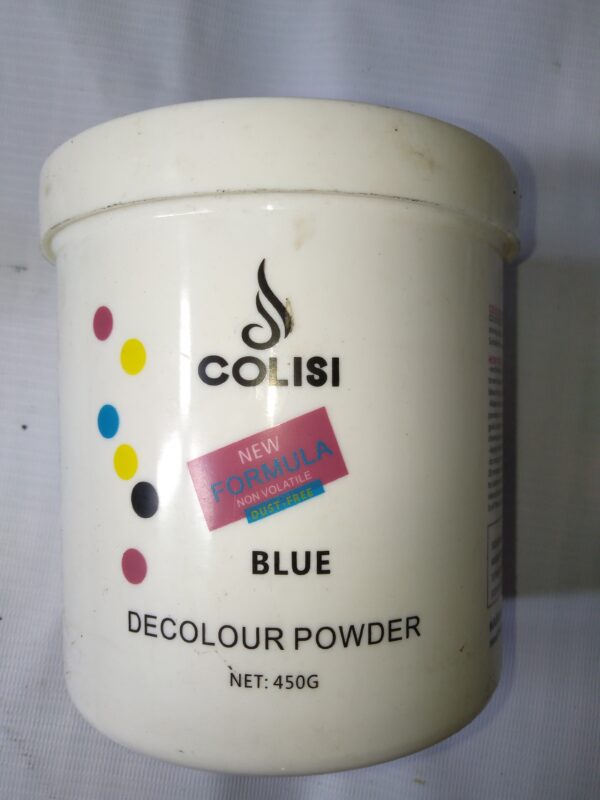 COLISI
NEW
FORMULA
NON VOLATILE
DUST-FREE
BLUE
DECOLOUR POWDER
NET: 450G